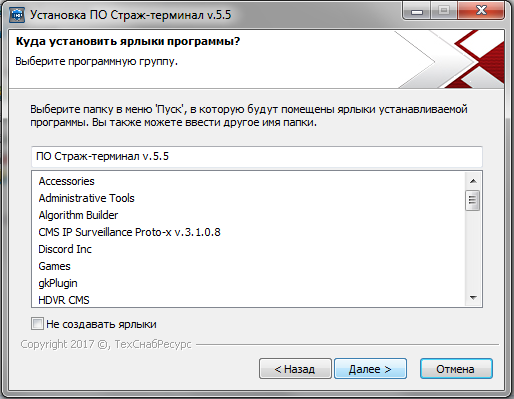 Установка ПО Страж-терминал v.5.5
Куда установить ярлыки программы?
Выберите программную группу.
Выберите папку в меню 'Пуск', в которую будут помещены ярлыки устанавливаемой
программы. Вы также можете ввести другое имя папки.
ПО Страж-терминал v.5.5
Accessories
Administrative Tools
Algorithm Builder
CMS IP Surveillance Proto-x v.3.1.0.8
Discord Inc
Games
gkPlugin
HDVR CMS
Не создавать ярлыки
Copyright 2017 ©, ТехСнабРесурс
< Назад
Далее >
Отмена